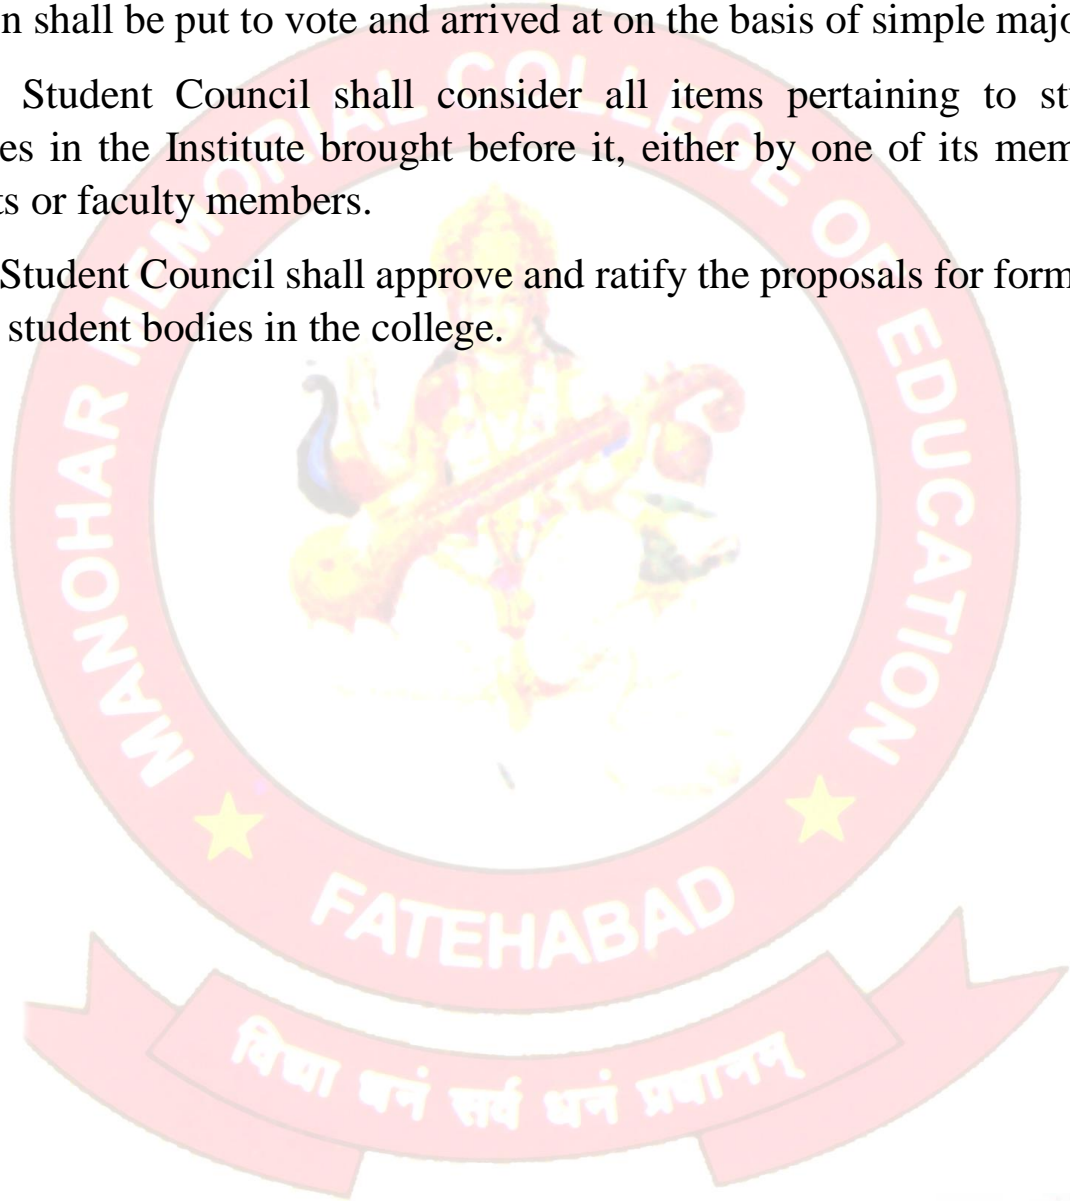 n shall be put to vote and arrived at on the basis of simple majo
Student Council shall consider all items pertaining to stu
es in the Institute brought before it, either by one of its mem
ts or faculty members.
Student Council shall approve and ratify the proposals for form
student bodies in the college.
MANOHAR MEMORIAL COLLEGE OF EDUCATION
FATEHABAD
विद्या धनं सर्व धनं प्रधानम्